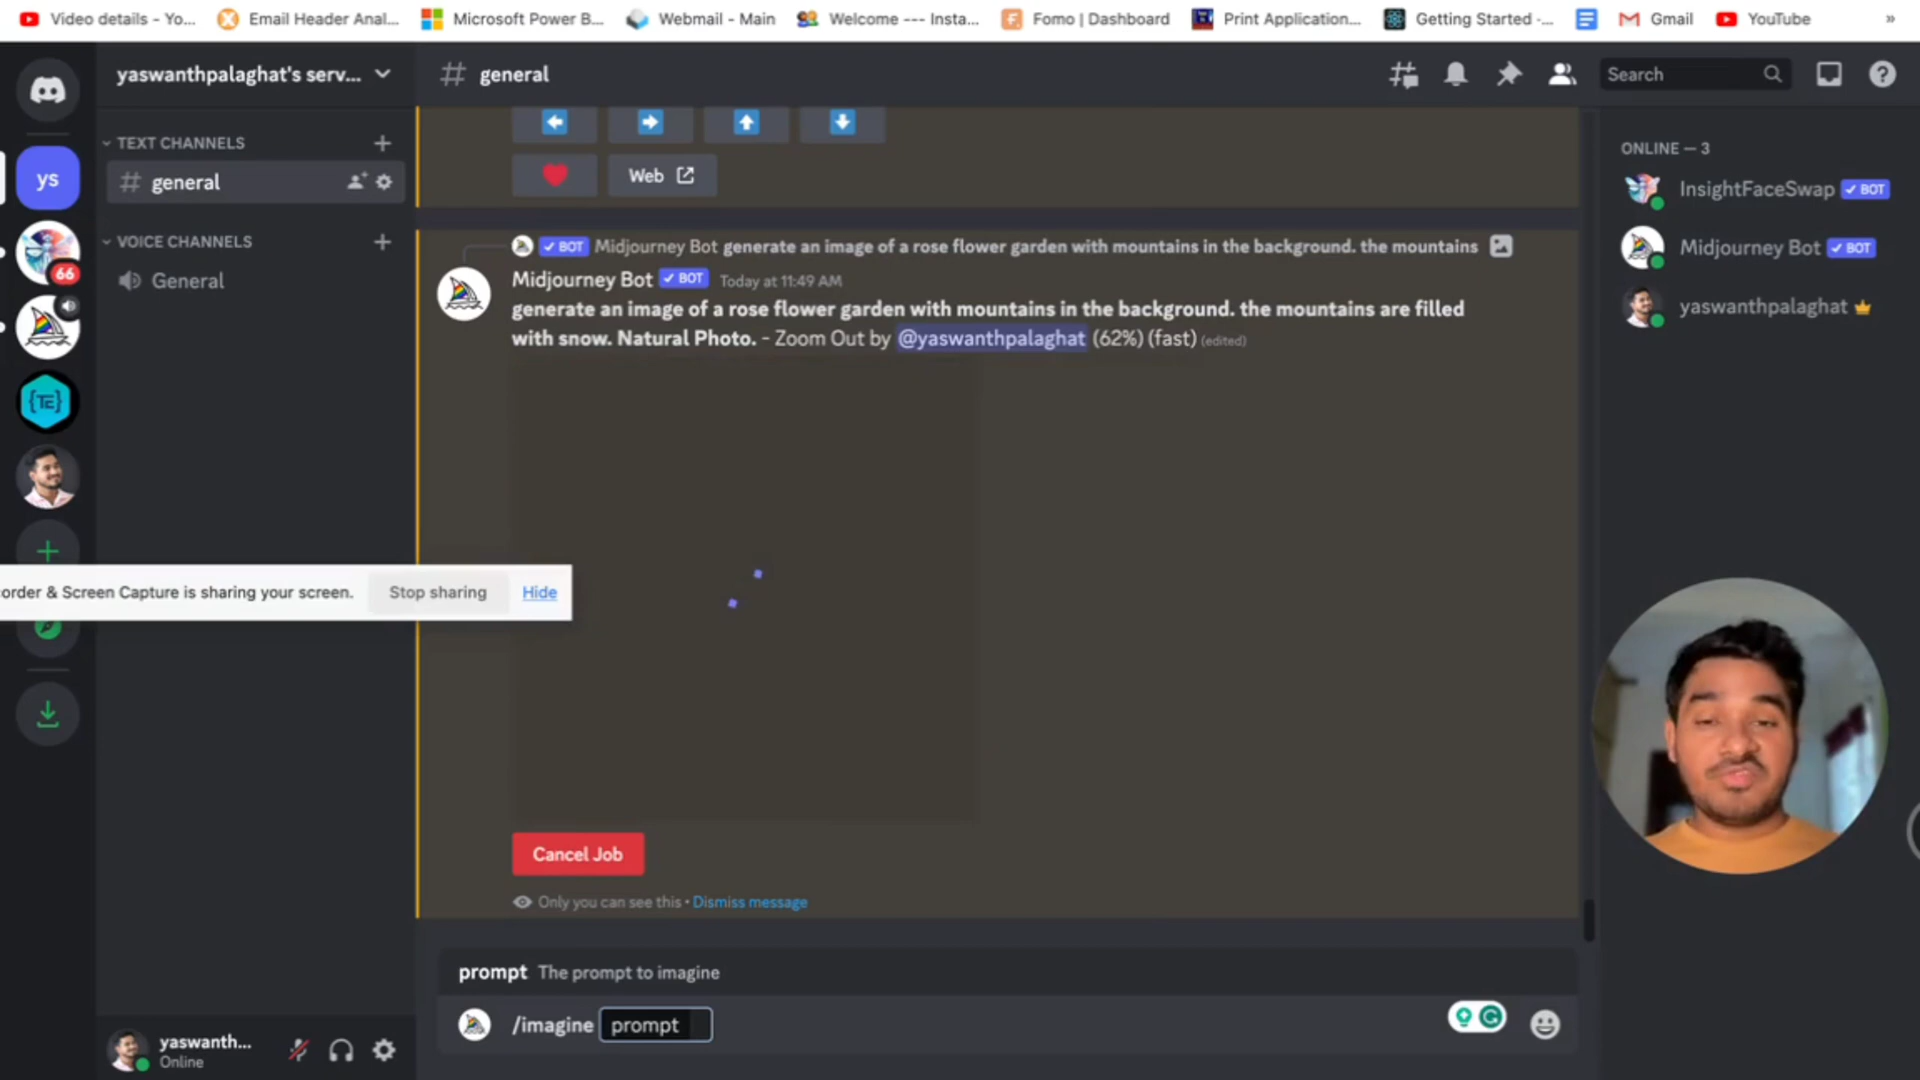 Video details - Yo...
Email Header Anal...
Microsoft Power B...
Webmail - Main
Welcome --- Insta...
Fomo | Dashboard
Print Application...
Getting Started -...
Gmail
YouTube
»
yaswanthpalaghat's serv...
# general
Search
TEXT CHANNELS
# general
VOICE CHANNELS
General
ys
66
{TE}
order & Screen Capture is sharing your screen. Stop sharing Hide
yaswanth...
Online
Web
BOT Midjourney Bot generate an image of a rose flower garden with mountains in the background. the mountains
Midjourney Bot BOT Today at 11:49 AM
generate an image of a rose flower garden with mountains in the background. the mountains are filled
with snow. Natural Photo. - Zoom Out by @yaswanthpalaghat (62%) (fast) (edited)
Cancel Job
Only you can see this • Dismiss message
prompt The prompt to imagine
/imagine prompt
ONLINE — 3
InsightFaceSwap BOT
Midjourney Bot BOT
yaswanthpalaghat